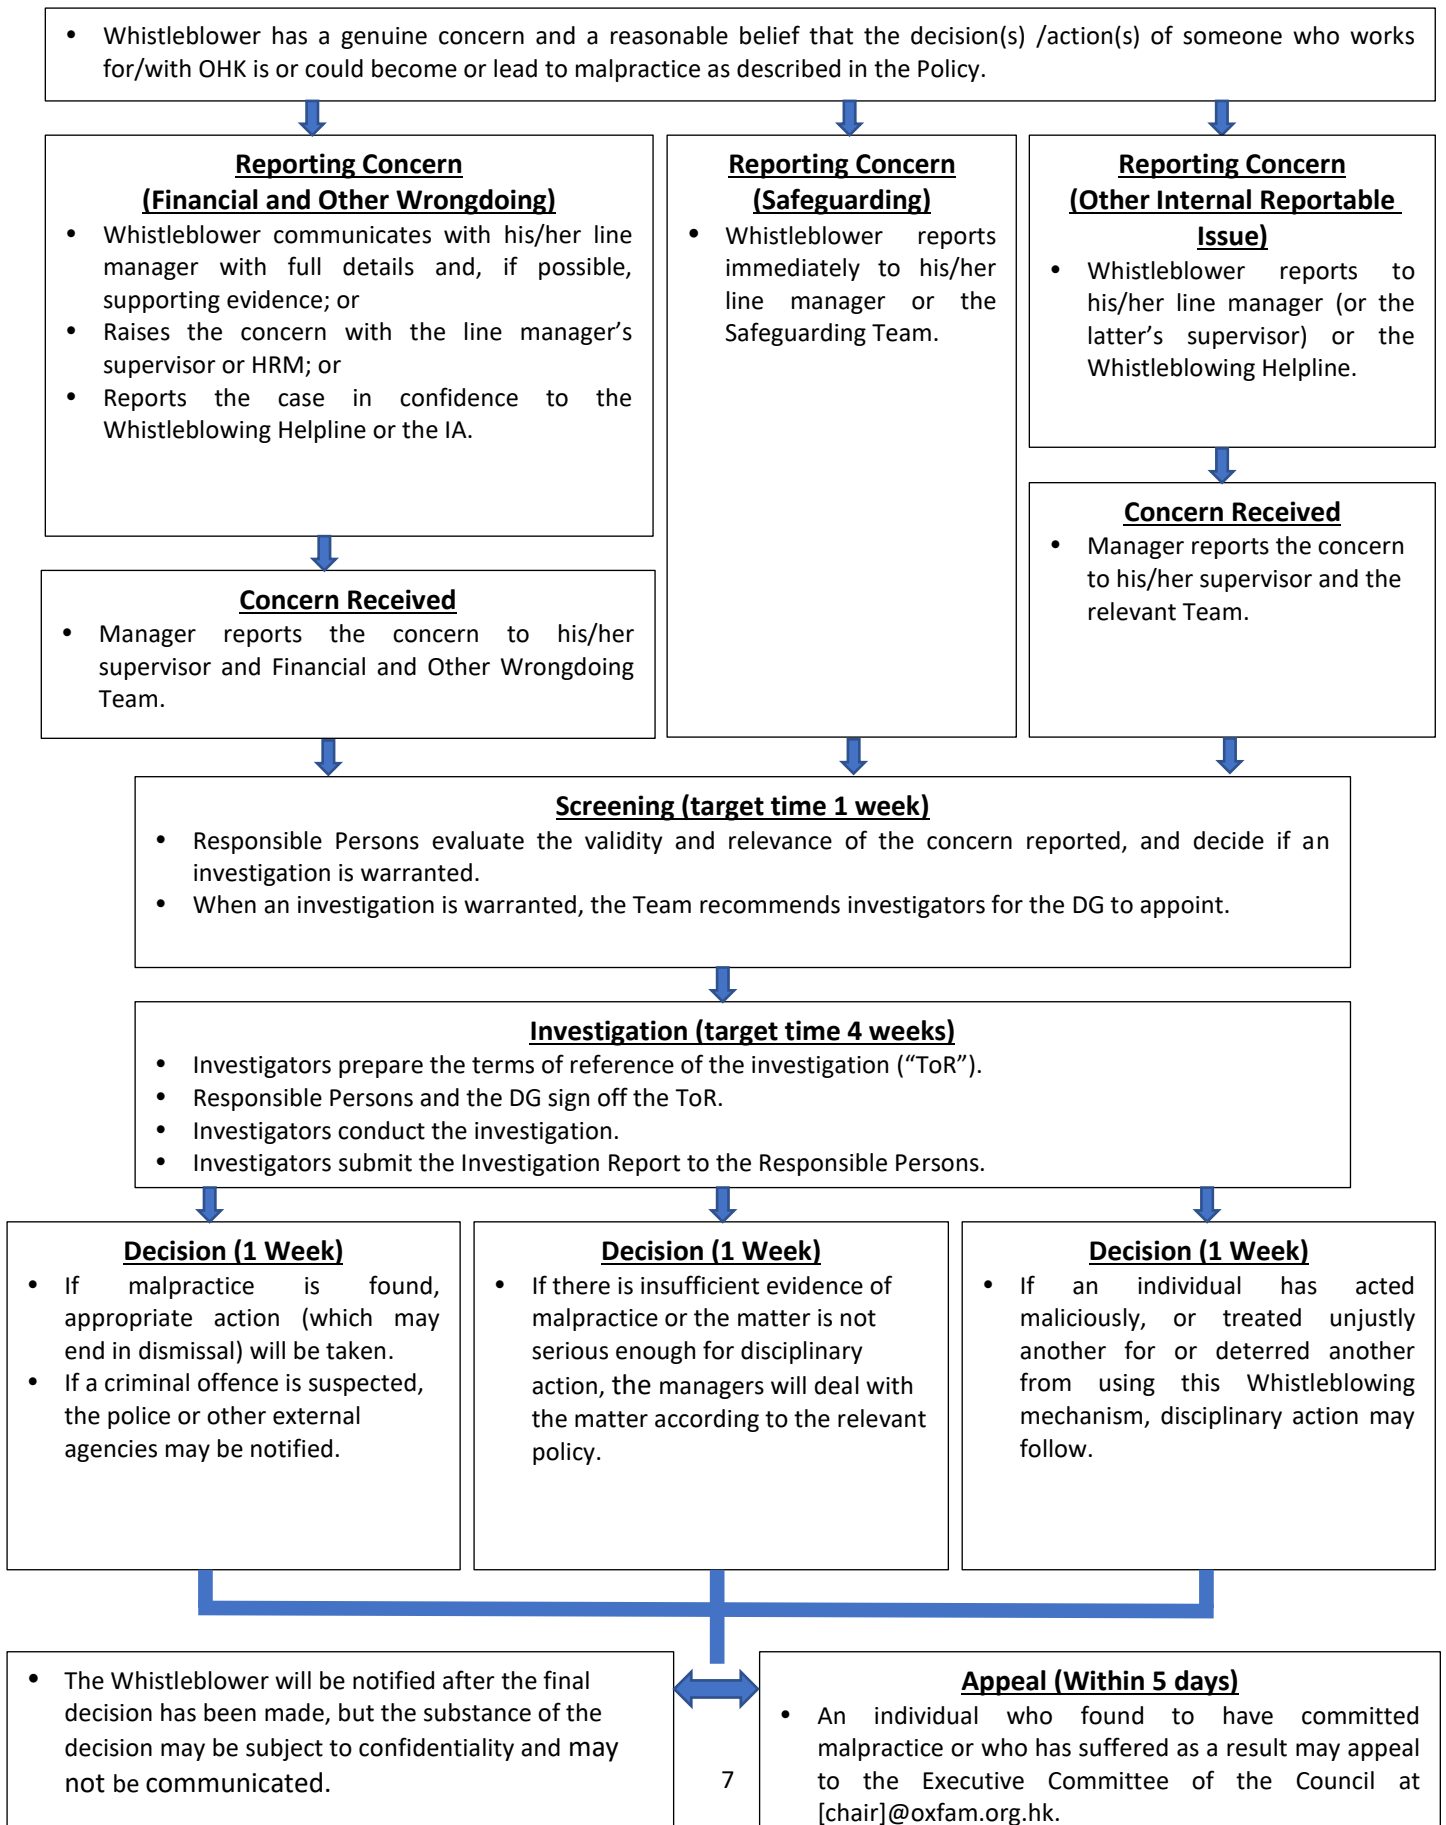 • Whistleblower has a genuine concern and a reasonable belief that the decision(s) /action(s) of someone who works
for/with OHK is or could become or lead to malpractice as described in the Policy.
Reporting Concern
(Financial and Other Wrongdoing)
• Whistleblower communicates with his/her line
manager with full details and, if possible,
supporting evidence; or
• Raises the concern with the line manager’s
supervisor or HRM; or
• Reports the case in confidence to the
Whistleblowing Helpline or the IA.
Concern Received
• Manager reports the concern to his/her
supervisor and Financial and Other Wrongdoing
Team.
Reporting Concern
(Safeguarding)
• Whistleblower reports
immediately to his/her
line manager or the
Safeguarding Team.
Reporting Concern
(Other Internal Reportable
Issue)
• Whistleblower reports to
his/her line manager (or the
latter’s supervisor) or the
Whistleblowing Helpline.
Concern Received
• Manager reports the concern
to his/her supervisor and the
relevant Team.
Screening (target time 1 week)
• Responsible Persons evaluate the validity and relevance of the concern reported, and decide if an
investigation is warranted.
• When an investigation is warranted, the Team recommends investigators for the DG to appoint.
Investigation (target time 4 weeks)
• Investigators prepare the terms of reference of the investigation (“ToR”).
• Responsible Persons and the DG sign off the ToR.
• Investigators conduct the investigation.
• Investigators submit the Investigation Report to the Responsible Persons.
Decision (1 Week)
• If malpractice is found,
appropriate action (which may
end in dismissal) will be taken.
• If a criminal offence is suspected,
the police or other external
agencies may be notified.
Decision (1 Week)
• If there is insufficient evidence of
malpractice or the matter is not
serious enough for disciplinary
action, the managers will deal with
the matter according to the relevant
policy.
Decision (1 Week)
• If an individual has acted
maliciously, or treated unjustly
another for or deterred another
from using this Whistleblowing
mechanism, disciplinary action may
follow.
• The Whistleblower will be notified after the final
decision has been made, but the substance of the
decision may be subject to confidentiality and may
not be communicated.
Appeal (Within 5 days)
• An individual who found to have committed
malpractice or who has suffered as a result may appeal
to the Executive Committee of the Council at
[chair]@oxfam.org.hk.
7